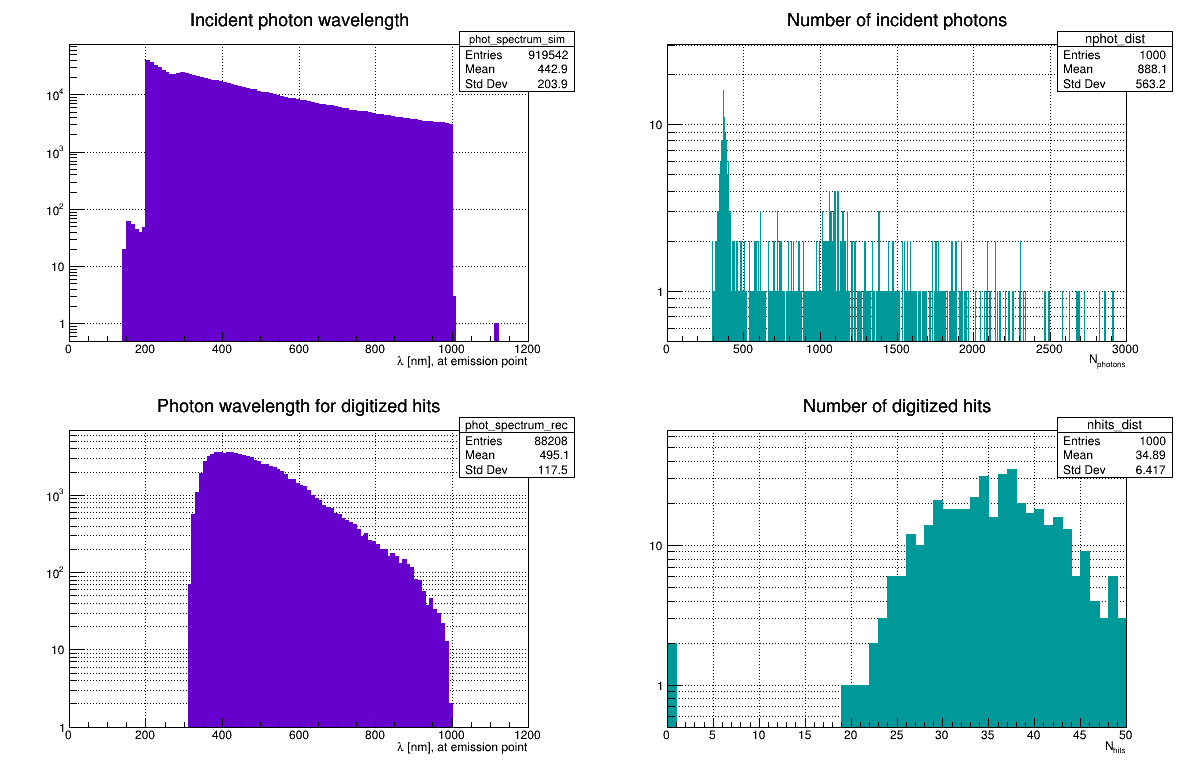 Incident photon wavelength
phot_spectrum_sim
Entries 919542
Mean 442.9
Std Dev 203.9
10^4
10^3
10^2
10
1
0 200 400 600 800 1000 1200
λ [nm], at emission point
Number of incident photons
nphot_dist
Entries 1000
Mean 888.1
Std Dev 563.2
10
1
0 500 1000 1500 2000 2500 3000
N_photons
Photon wavelength for digitized hits
phot_spectrum_rec
Entries 88208
Mean 495.1
Std Dev 117.5
10^3
10^2
10
1
0 200 400 600 800 1000 1200
λ [nm], at emission point
Number of digitized hits
nhits_dist
Entries 1000
Mean 34.89
Std Dev 6.417
10
1
0 5 10 15 20 25 30 35 40 45 50
N_hits